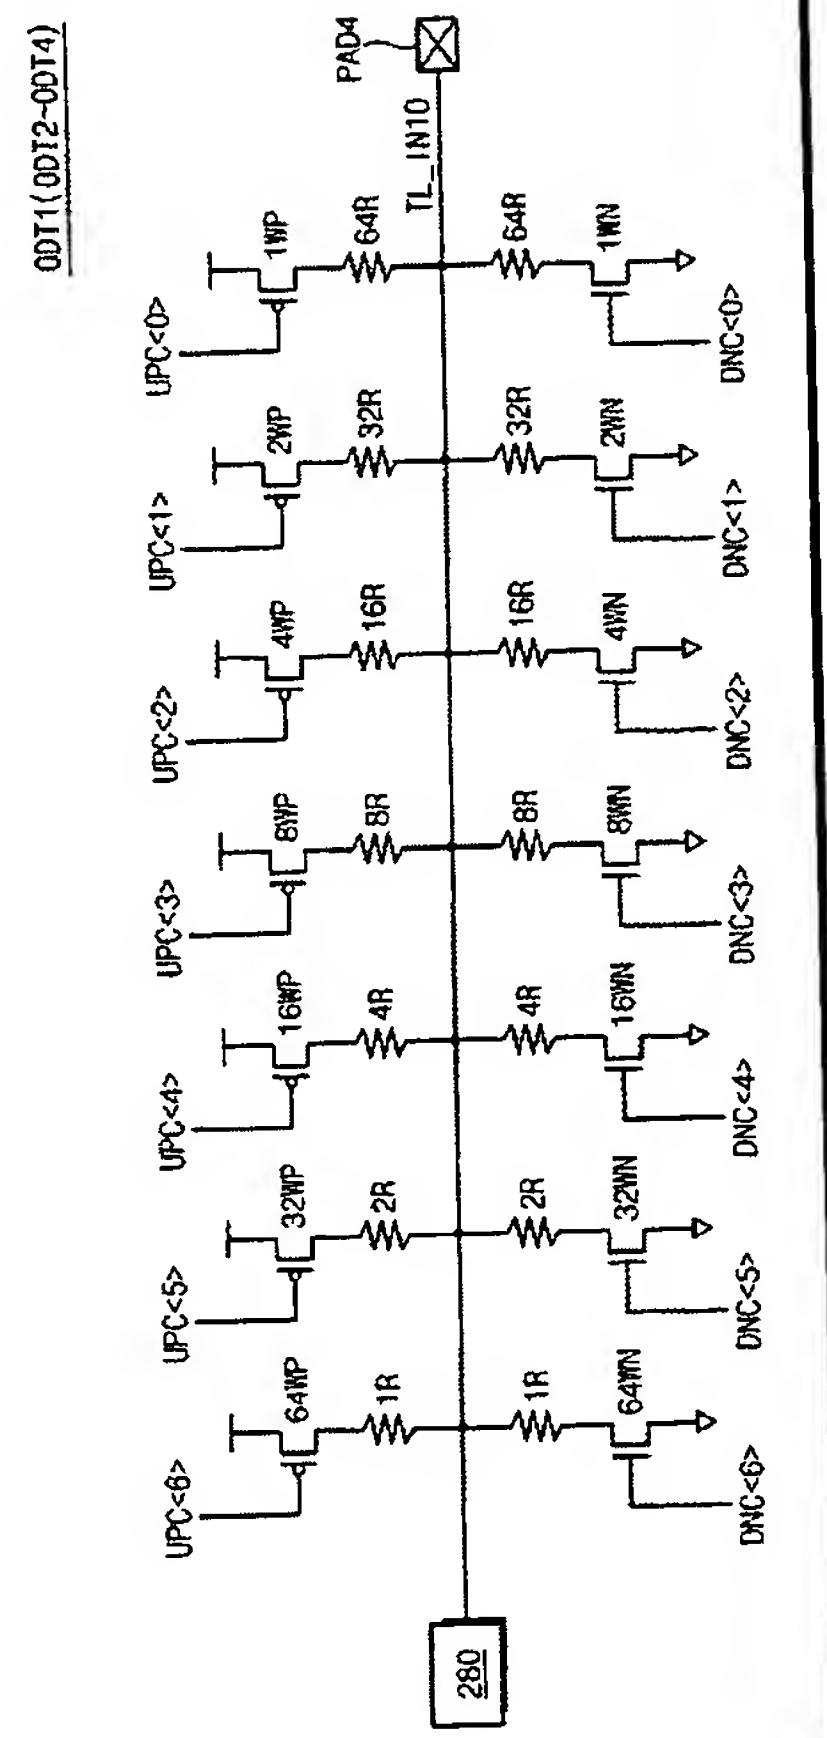 ODT1(ODT2~ODT4)
UPC<6>
UPC<5>
UPC<4>
UPC<3>
UPC<2>
UPC<1>
UPC<0>
64WP
32WP
16WP
8WP
4WP
2WP
1WP
PAD4
1R
2R
4R
8R
16R
32R
64R
TL_IN10
280
1R
2R
4R
8R
16R
32R
64R
64WN
32WN
16WN
8WN
4WN
2WN
1WN
DNC<6>
DNC<5>
DNC<4>
DNC<3>
DNC<2>
DNC<1>
DNC<0>